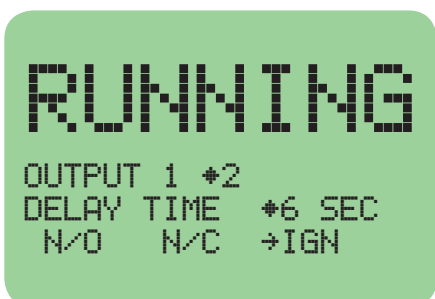 RUNNING
OUTPUT 1 ♦2
DELAY TIME ♦6 SEC
N/O N/C →IGN